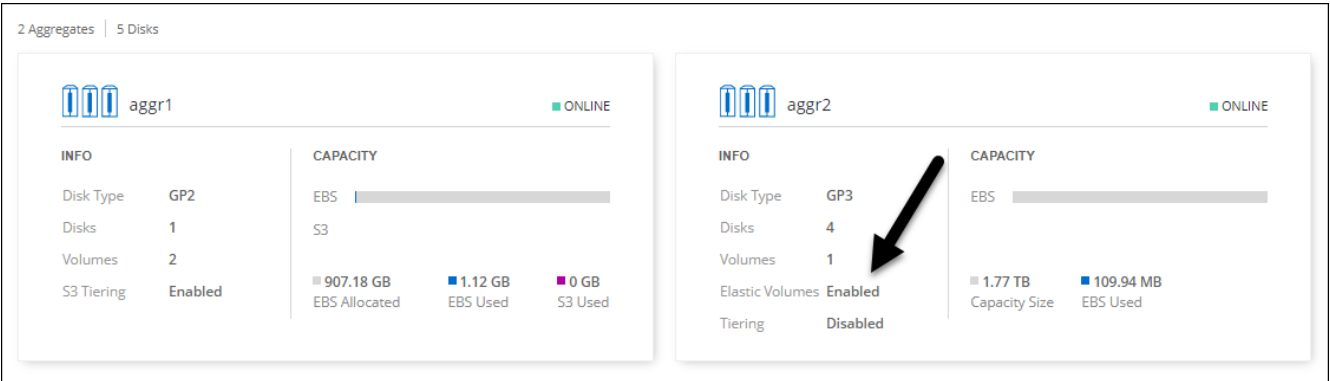 2 Aggregates | 5 Disks
aggr1
ONLINE
INFO
Disk Type GP2
Disks 1
Volumes 2
S3 Tiering Enabled
CAPACITY
EBS
S3
907.18 GB 1.12 GB 0 GB
EBS Allocated EBS Used S3 Used
aggr2
ONLINE
INFO
Disk Type GP3
Disks 4
Volumes 1
Elastic Volumes Enabled
Tiering Disabled
CAPACITY
EBS
1.77 TB 109.94 MB
Capacity Size EBS Used